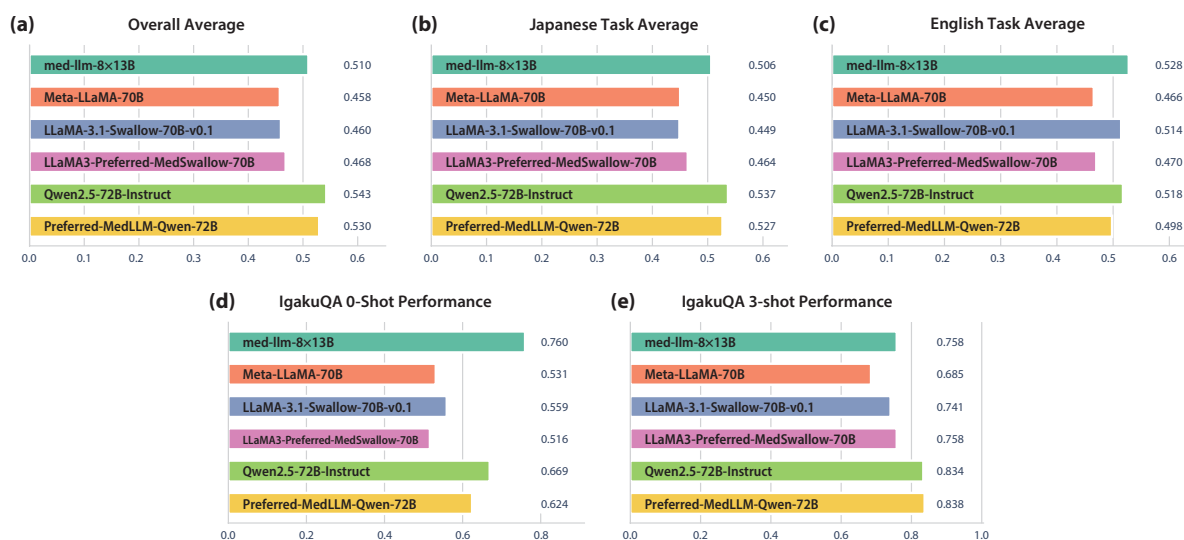 (a) Overall Average
med-llm-8×13B 0.510
Meta-LLaMA-70B 0.458
LLaMA-3.1-Swallow-70B-v0.1 0.460
LLaMA3-Preferred-MedSwallow-70B 0.468
Qwen2.5-72B-Instruct 0.543
Preferred-MedLLM-Qwen-72B 0.530
0.0 0.1 0.2 0.3 0.4 0.5 0.6
(b) Japanese Task Average
med-llm-8×13B 0.506
Meta-LLaMA-70B 0.450
LLaMA-3.1-Swallow-70B-v0.1 0.449
LLaMA3-Preferred-MedSwallow-70B 0.464
Qwen2.5-72B-Instruct 0.537
Preferred-MedLLM-Qwen-72B 0.527
0.0 0.1 0.2 0.3 0.4 0.5 0.6
(c) English Task Average
med-llm-8×13B 0.528
Meta-LLaMA-70B 0.466
LLaMA-3.1-Swallow-70B-v0.1 0.514
LLaMA3-Preferred-MedSwallow-70B 0.470
Qwen2.5-72B-Instruct 0.518
Preferred-MedLLM-Qwen-72B 0.498
0.0 0.1 0.2 0.3 0.4 0.5 0.6
(d) IgakuQA 0-Shot Performance
med-llm-8×13B 0.760
Meta-LLaMA-70B 0.531
LLaMA-3.1-Swallow-70B-v0.1 0.559
LLaMA3-Preferred-MedSwallow-70B 0.516
Qwen2.5-72B-Instruct 0.669
Preferred-MedLLM-Qwen-72B 0.624
0.0 0.2 0.4 0.6 0.8
(e) IgakuQA 3-shot Performance
med-llm-8×13B 0.758
Meta-LLaMA-70B 0.685
LLaMA-3.1-Swallow-70B-v0.1 0.741
LLaMA3-Preferred-MedSwallow-70B 0.758
Qwen2.5-72B-Instruct 0.834
Preferred-MedLLM-Qwen-72B 0.838
0.0 0.2 0.4 0.6 0.8 1.0